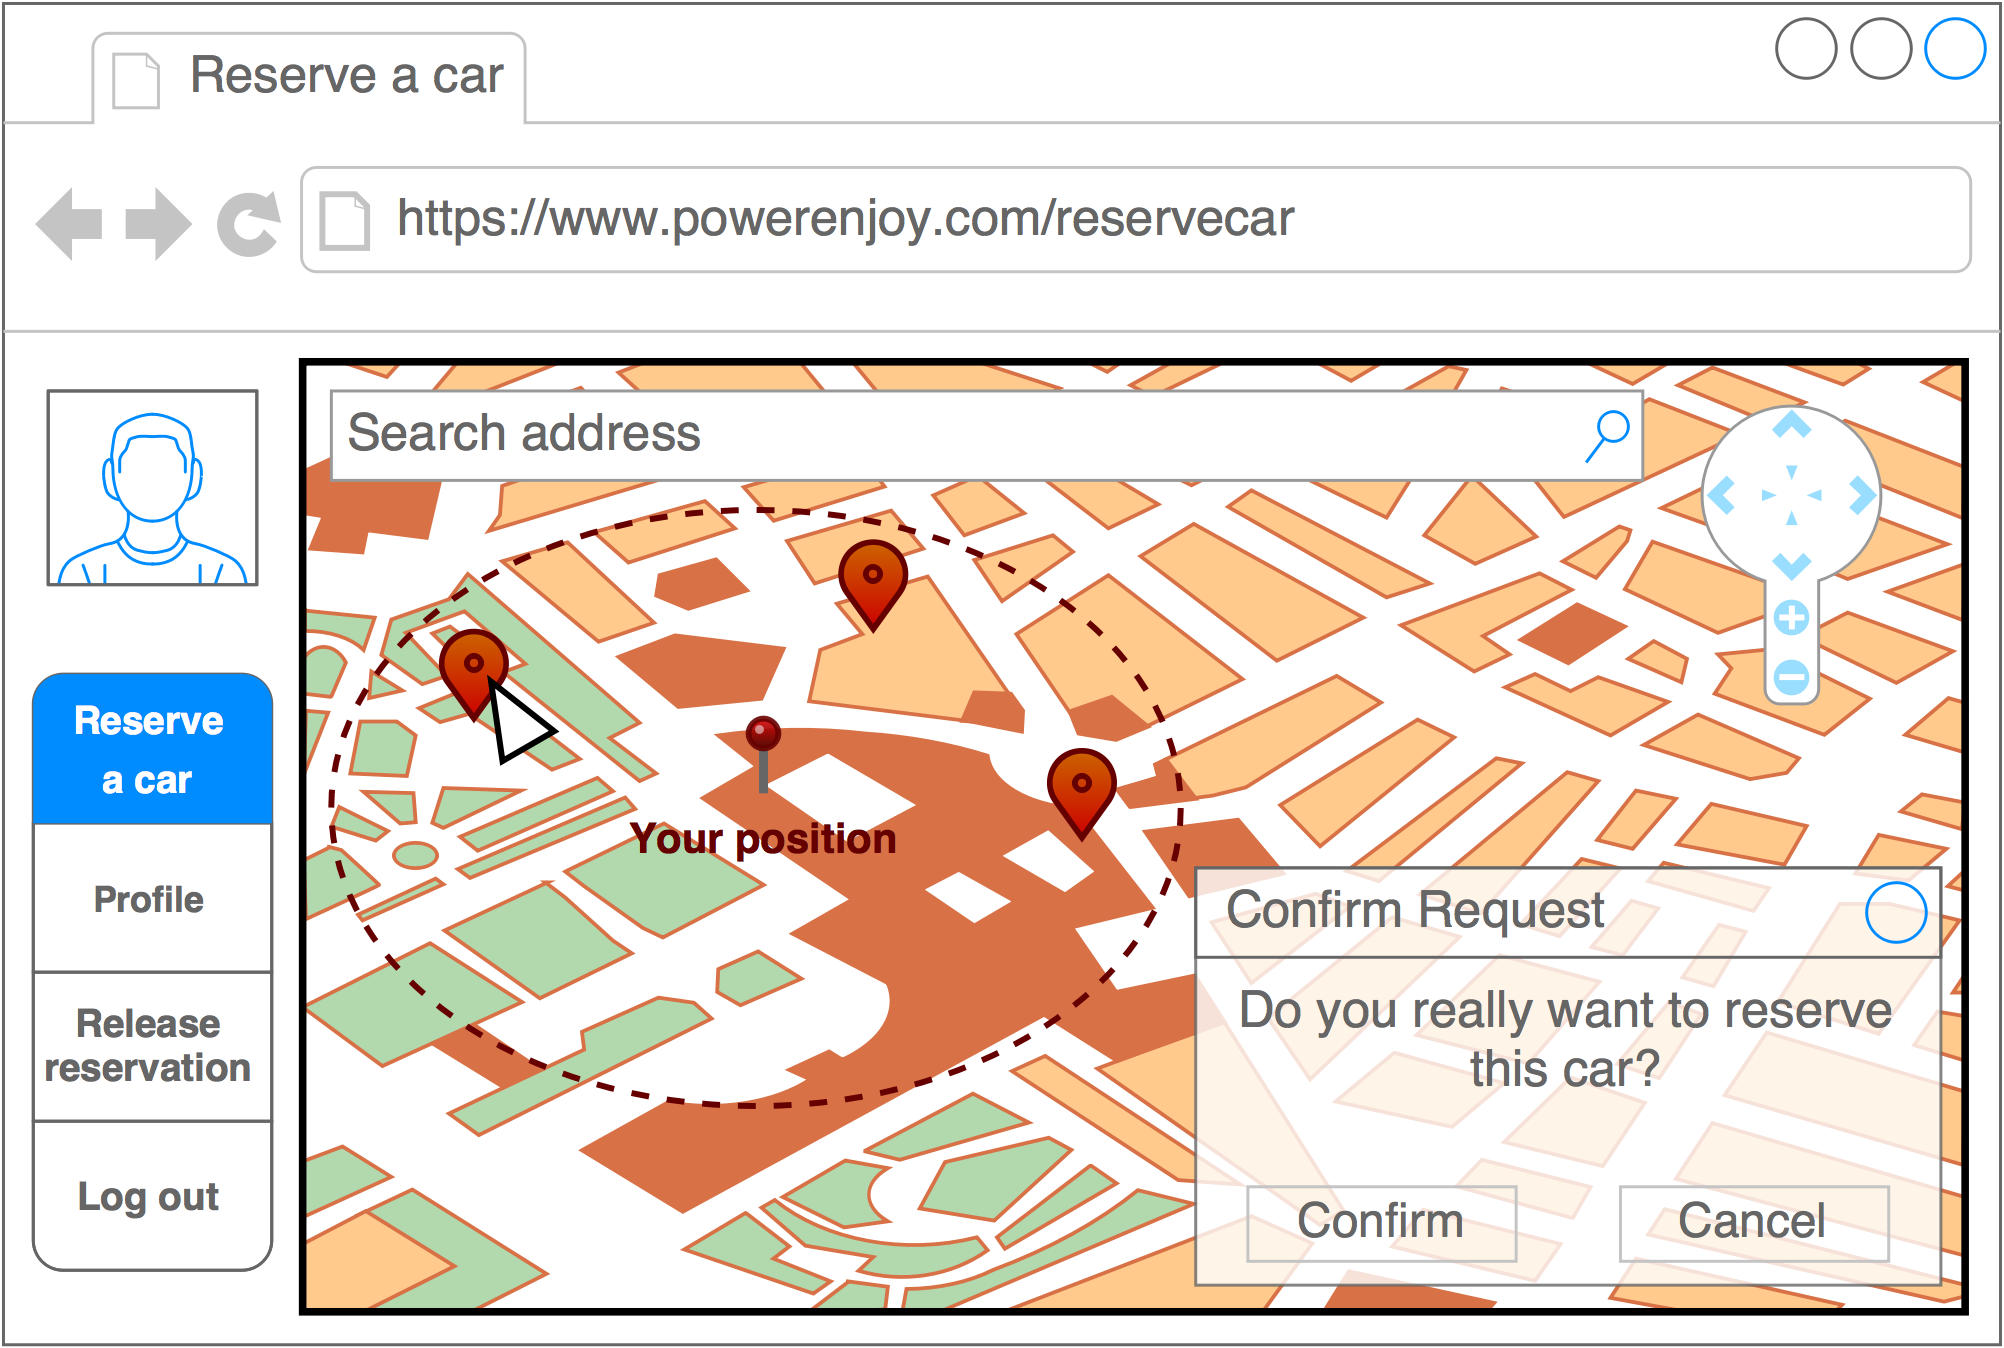 Reserve a car
https://www.powerenjoy.com/reservecar
Search address
Reserve
a car
Profile
Release
reservation
Log out
Your position
Confirm Request
Do you really want to reserve
this car?
Confirm
Cancel